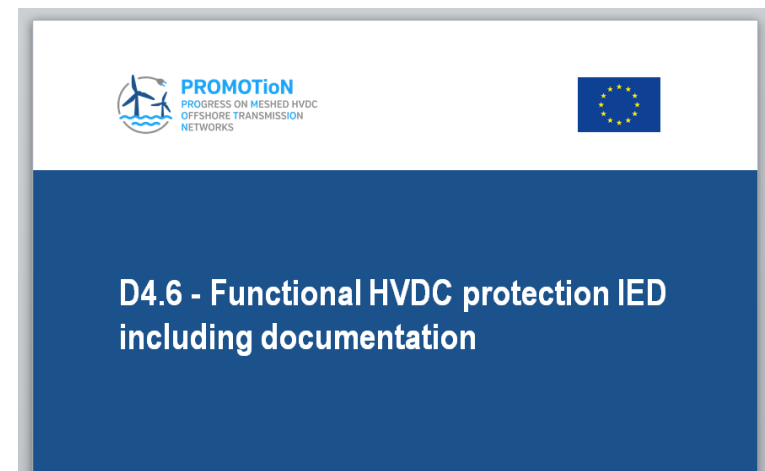 PROMOTioN
PROGRESS ON MESHED HVDC
OFFSHORE TRANSMISSION
NETWORKS
D4.6 - Functional HVDC protection IED
including documentation